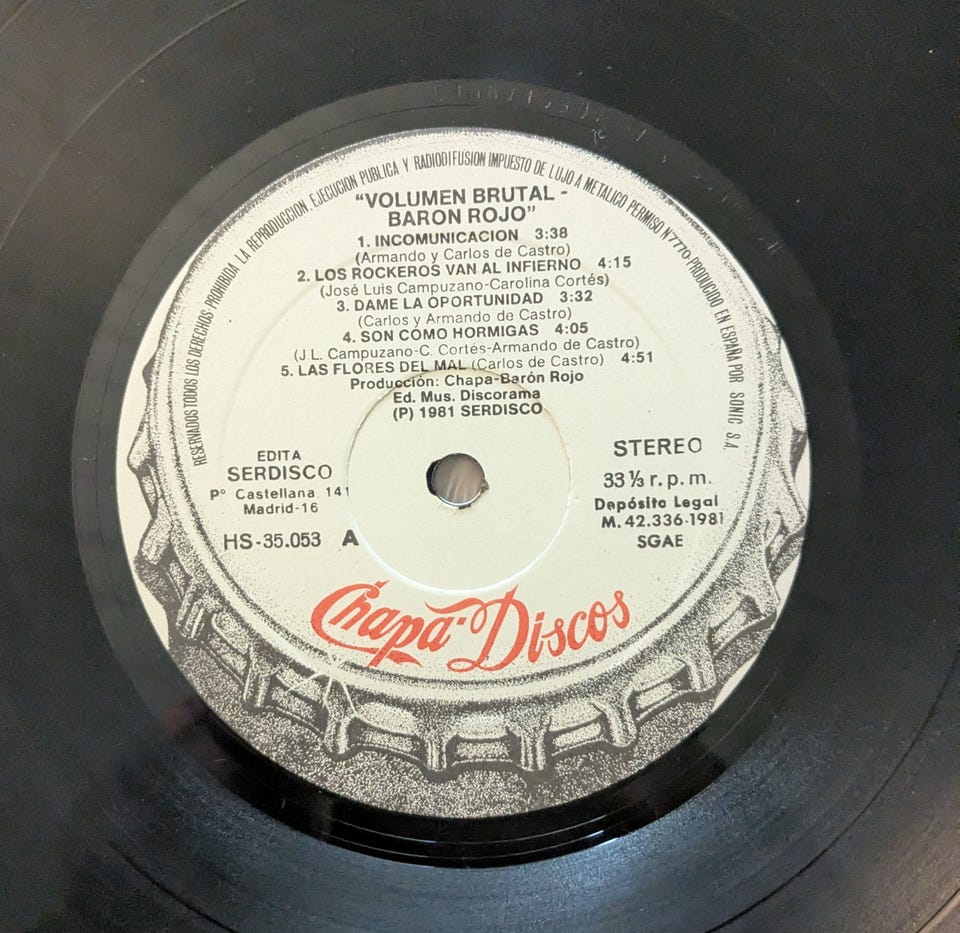 RESERVADOS TODOS LOS DERECHOS PROHIBIDA LA REPRODUCCION EJECUCION PUBLICA Y RADIODIFUSION IMPUESTO DE LUJO A METALICO PERMISO N.º 7770-PRODUCIDO EN ESPAÑA POR SONIC S.A.
"VOLUMEN BRUTAL -
BARON ROJO"
1. INCOMUNICACION 3:38
(Armando y Carlos de Castro)
2. LOS ROCKEROS VAN AL INFIERNO 4:15
(José Luis Campuzano-Carolina Cortés)
3. DAME LA OPORTUNIDAD 3:32
(Carlos y Armando de Castro)
4. SON COMO HORMIGAS 4:05
(J.L. Campuzano-C. Cortés-Armando de Castro)
5. LAS FLORES DEL MAL (Carlos de Castro) 4:51
Producción: Chapa-Barón Rojo
Ed. Mus. Discorama
(P) 1981 SERDISCO
EDITA
SERDISCO
Pº Castellana, 141
Madrid-16
HS-35.053 A
STEREO
33 ⅓ r.p.m.
Depósito Legal
M. 42.336-1981
SGAE
Chapa-Discos